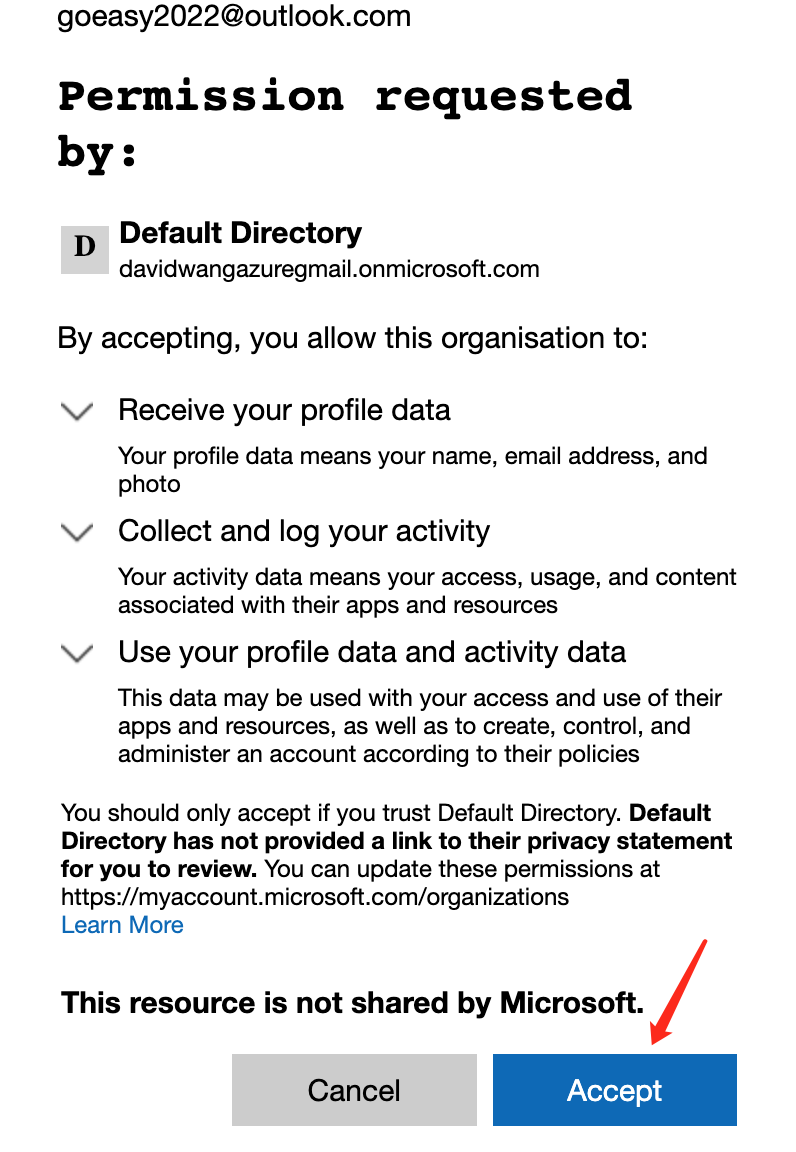 goeasy2022@outlook.com
Permission requested
by:
D
Default Directory
davidwangazuregmail.onmicrosoft.com
By accepting, you allow this organisation to:
Receive your profile data
Your profile data means your name, email address, and
photo
Collect and log your activity
Your activity data means your access, usage, and content
associated with their apps and resources
Use your profile data and activity data
This data may be used with your access and use of their
apps and resources, as well as to create, control, and
administer an account according to their policies
You should only accept if you trust Default Directory. Default
Directory has not provided a link to their privacy statement
for you to review. You can update these permissions at
https://myaccount.microsoft.com/organizations
Learn More
This resource is not shared by Microsoft.
Cancel
Accept